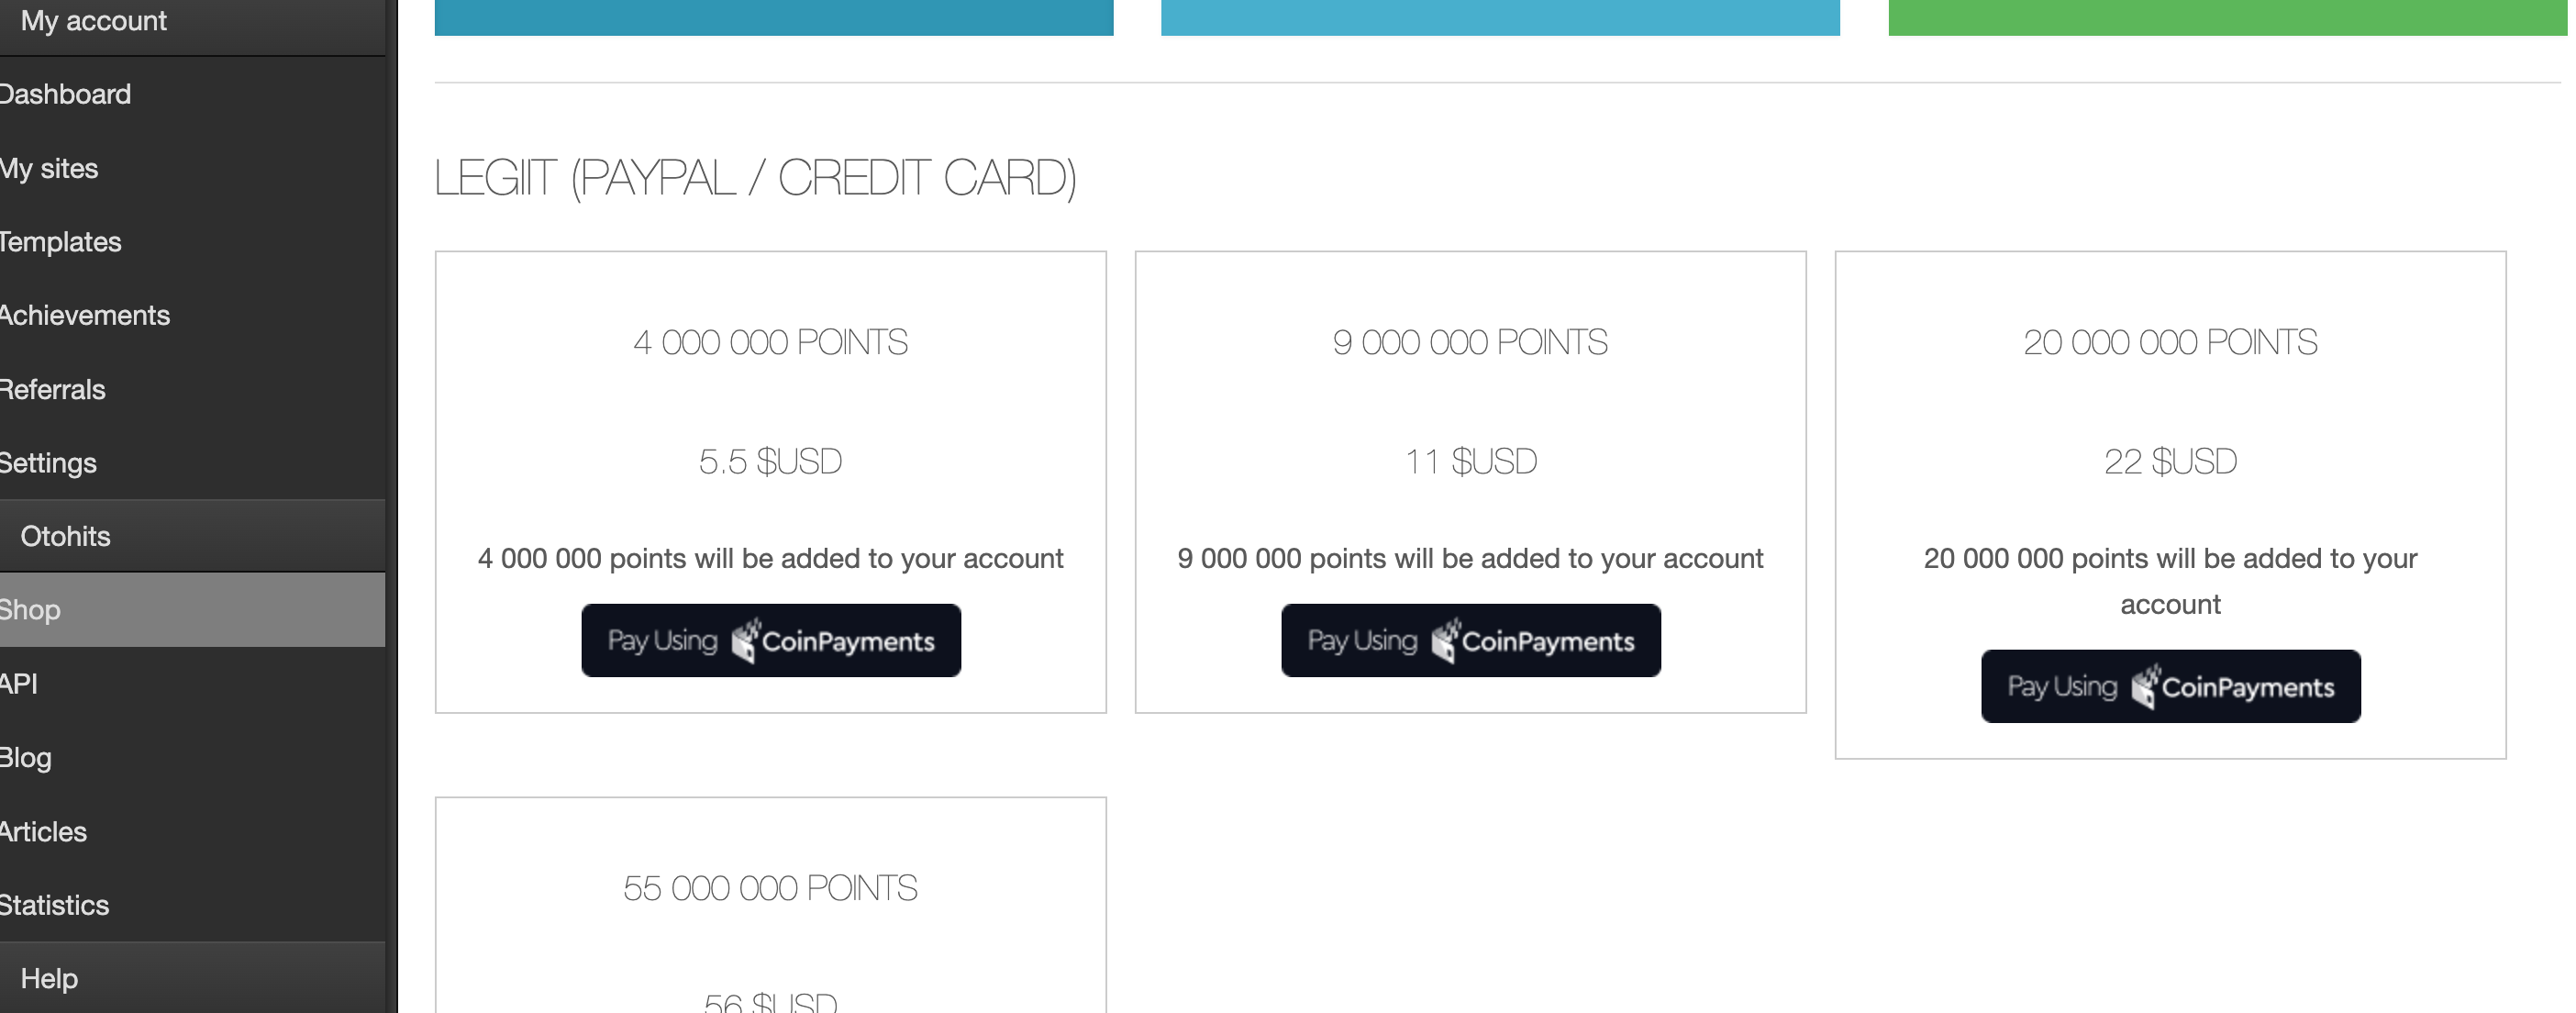 My account
Dashboard
My sites
Templates
Achievements
Referrals
Settings
Otohits
Shop
API
Blog
Articles
Statistics
Help
LEGIIT (PAYPAL / CREDIT CARD)
4 000 000 POINTS
5.5 $USD
4 000 000 points will be added to your account
Pay Using CoinPayments
9 000 000 POINTS
11 $USD
9 000 000 points will be added to your account
Pay Using CoinPayments
20 000 000 POINTS
22 $USD
20 000 000 points will be added to your
account
Pay Using CoinPayments
55 000 000 POINTS
56 $USD